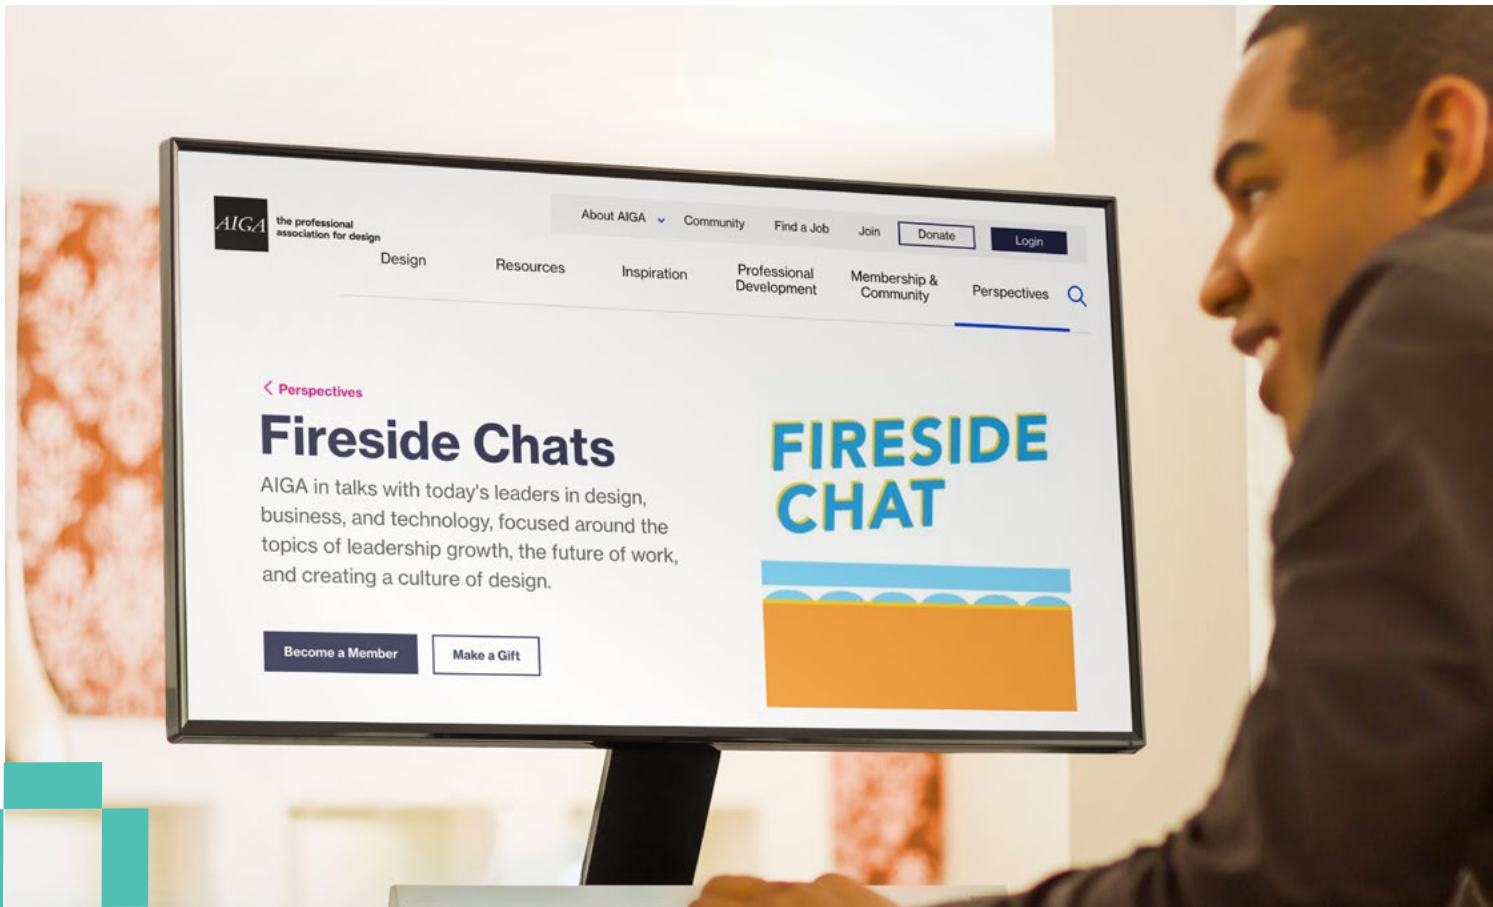 AIGA
the professional
association for design
About AIGA
Community
Find a Job
Join
Donate
Login
Design
Resources
Inspiration
Professional
Development
Membership &
Community
Perspectives
Perspectives
Fireside Chats
AIGA in talks with today's leaders in design,
business, and technology, focused around the
topics of leadership growth, the future of work,
and creating a culture of design.
Become a Member
Make a Gift
FIRESIDE
CHAT